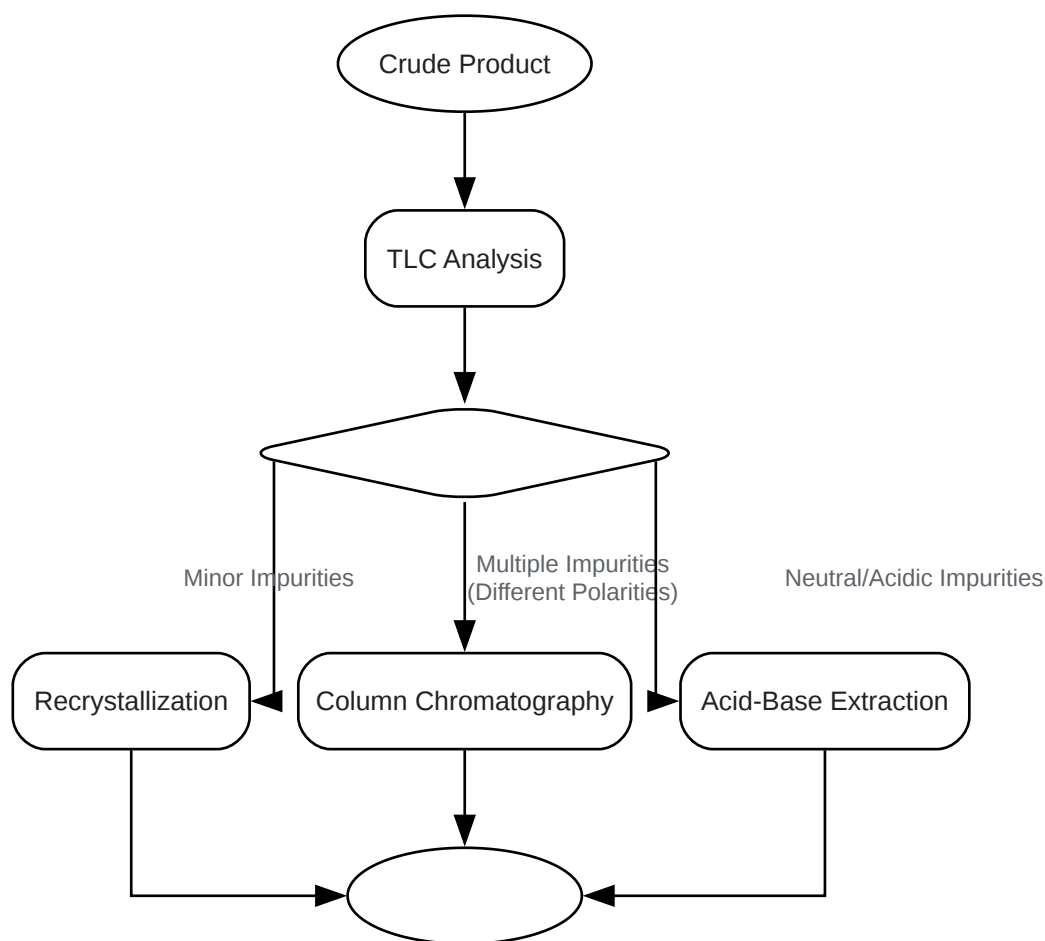 Crude Product
TLC Analysis
Minor Impurities
Multiple Impurities
(Different Polarities)
Neutral/Acidic Impurities
Recrystallization
Column Chromatography
Acid-Base Extraction